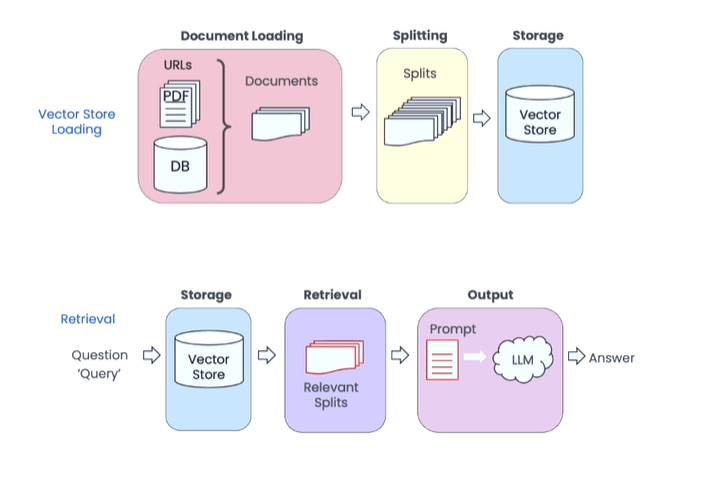 Document Loading
Splitting
Storage
URLs
Splits
Documents
PDF
Vector Store
Loading
Vector
Store
DB
Storage
Retrieval
Output
Retrieval
Prompt
Question
‘Query’
Vector
Store
LLM
Answer
Relevant
Splits